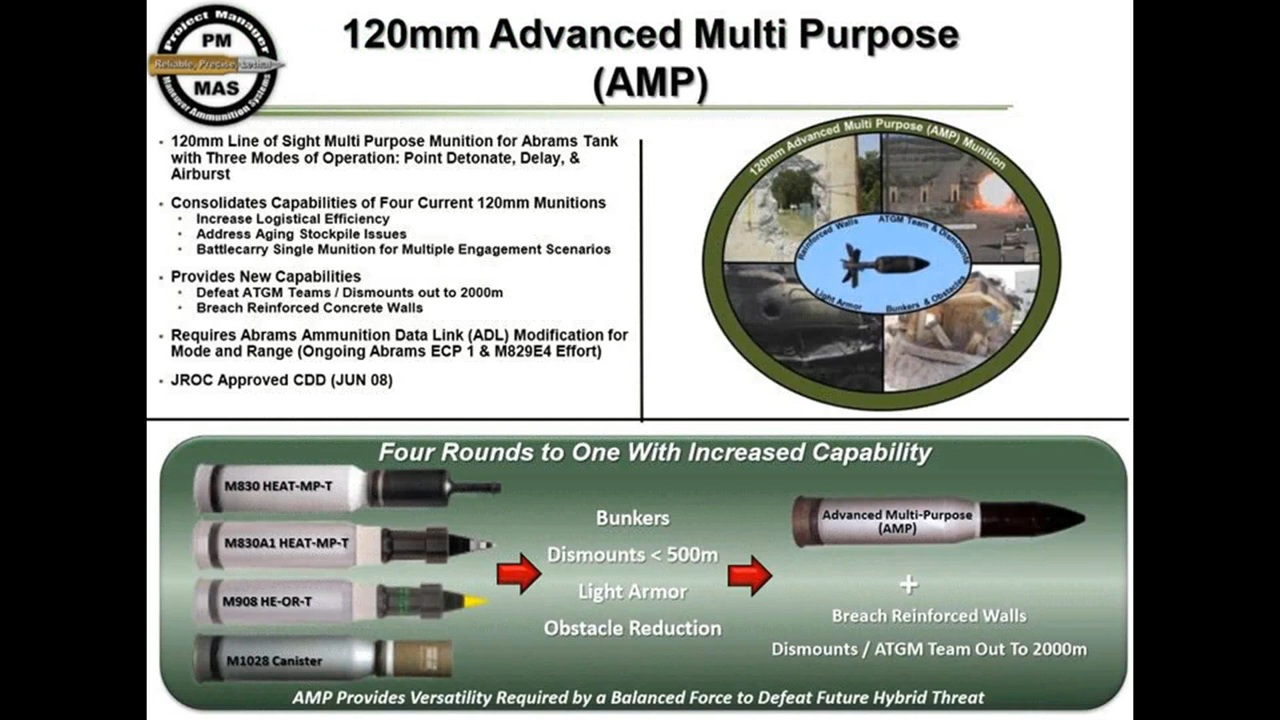 Project Manager
PM
Reliable, Precise, Lethal
MAS
Maneuver Ammunition Systems
120mm Advanced Multi Purpose
(AMP)
120mm Line of Sight Multi Purpose Munition for Abrams Tank
with Three Modes of Operation: Point Detonate, Delay, &
Airburst
Consolidates Capabilities of Four Current 120mm Munitions
Increase Logistical Efficiency
Address Aging Stockpile Issues
Battlecarry Single Munition for Multiple Engagement Scenarios
Provides New Capabilities
Defeat ATGM Teams / Dismounts out to 2000m
Breach Reinforced Concrete Walls
Requires Abrams Ammunition Data Link (ADL) Modification for
Mode and Range (Ongoing Abrams ECP 1 & M829E4 Effort)
JROC Approved CDD (JUN 08)
120mm Advanced Multi Purpose (AMP) Munition
Reinforced Walls
ATGM Team & Dismounts
Light Armor
Bunkers & Obstacles
Four Rounds to One With Increased Capability
M830 HEAT-MP-T
M830A1 HEAT-MP-T
M908 HE-OR-T
M1028 Canister
Bunkers
Dismounts < 500m
Light Armor
Obstacle Reduction
Advanced Multi-Purpose
(AMP)
+
Breach Reinforced Walls
Dismounts / ATGM Team Out To 2000m
AMP Provides Versatility Required by a Balanced Force to Defeat Future Hybrid Threat